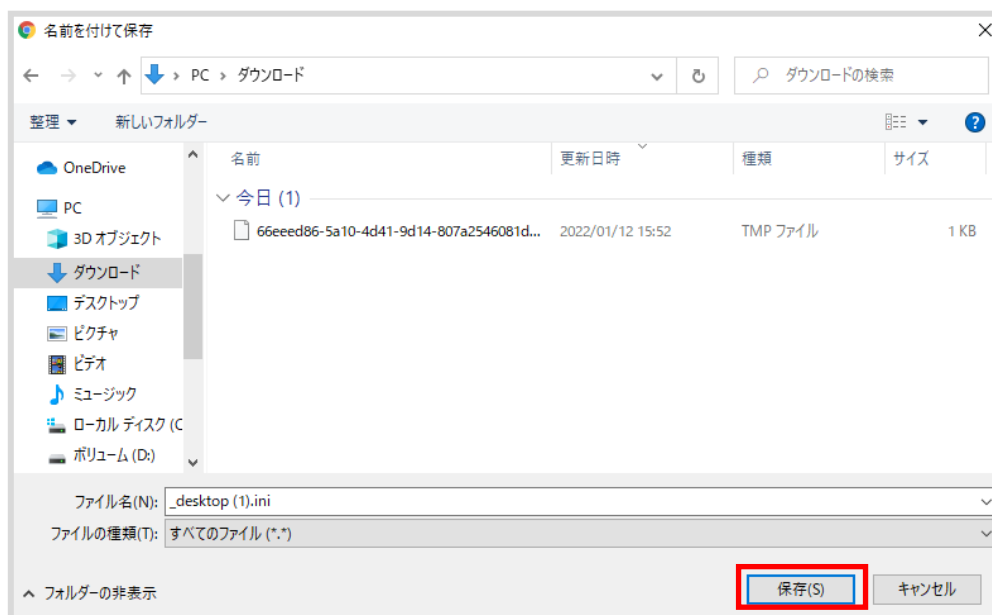 名前を付けて保存
PC › ダウンロード
ダウンロードの検索
整理
新しいフォルダー
OneDrive
PC
3D オブジェクト
ダウンロード
デスクトップ
ピクチャ
ビデオ
ミュージック
ローカル ディスク (C
ボリューム (D:)
名前
更新日時
種類
サイズ
今日 (1)
66eeed86-5a10-4d41-9d14-807a2546081d... 2022/01/12 15:52 TMP ファイル 1 KB
ファイル名(N): _desktop (1).ini
ファイルの種類(T): すべてのファイル (*.*)
フォルダーの非表示
保存(S)
キャンセル